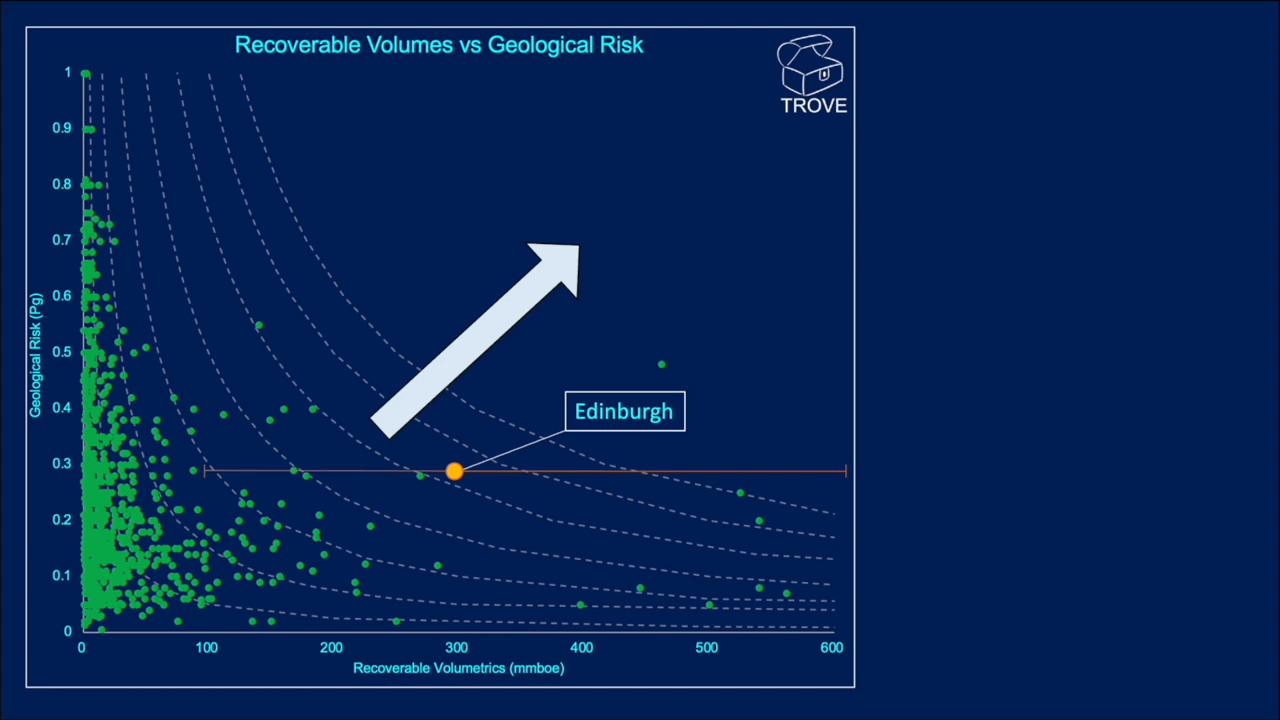 Recoverable Volumes vs Geological Risk
TROVE
1
0.9
0.8
0.7
0.6
0.5
0.4
0.3
0.2
0.1
0
Geological Risk (Pg)
Edinburgh
0 100 200 300 400 500 600
Recoverable Volumetrics (mmboe)